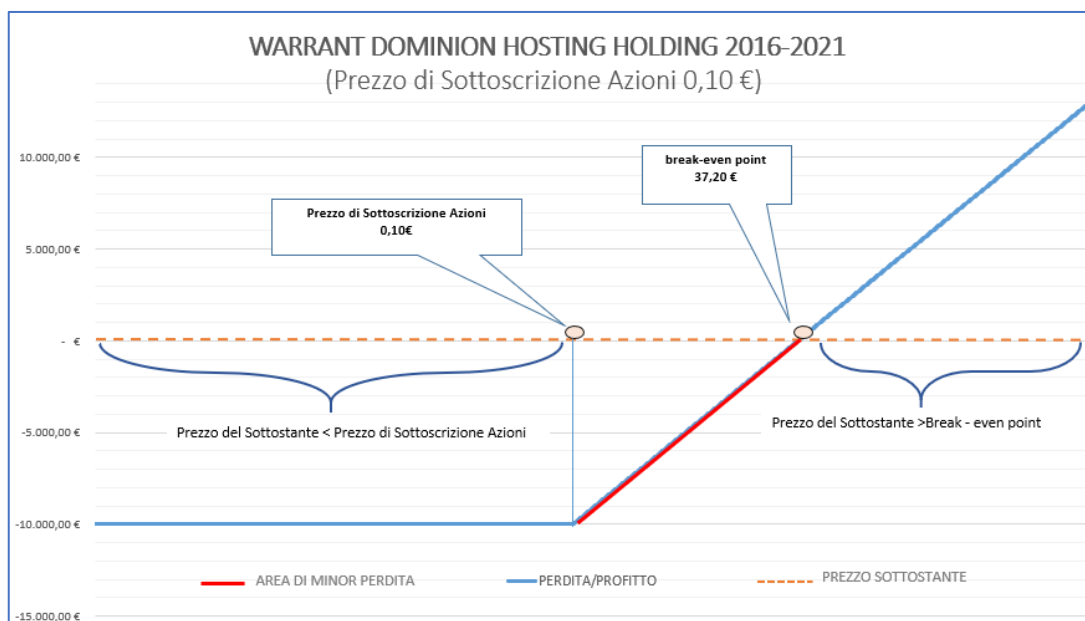 WARRANT DOMINION HOSTING HOLDING 2016-2021
(Prezzo di Sottoscrizione Azioni 0,10 €)
10.000,00 €
break-even point
37,20 €
Prezzo di Sottoscrizione Azioni
0,10€
5.000,00 €
- €
Prezzo del Sottostante < Prezzo di Sottoscrizione Azioni
Prezzo del Sottostante >Break - even point
-5.000,00 €
-10.000,00 €
AREA DI MINOR PERDITA
PERDITA/PROFITTO
PREZZO SOTTOSTANTE
-15.000,00 €